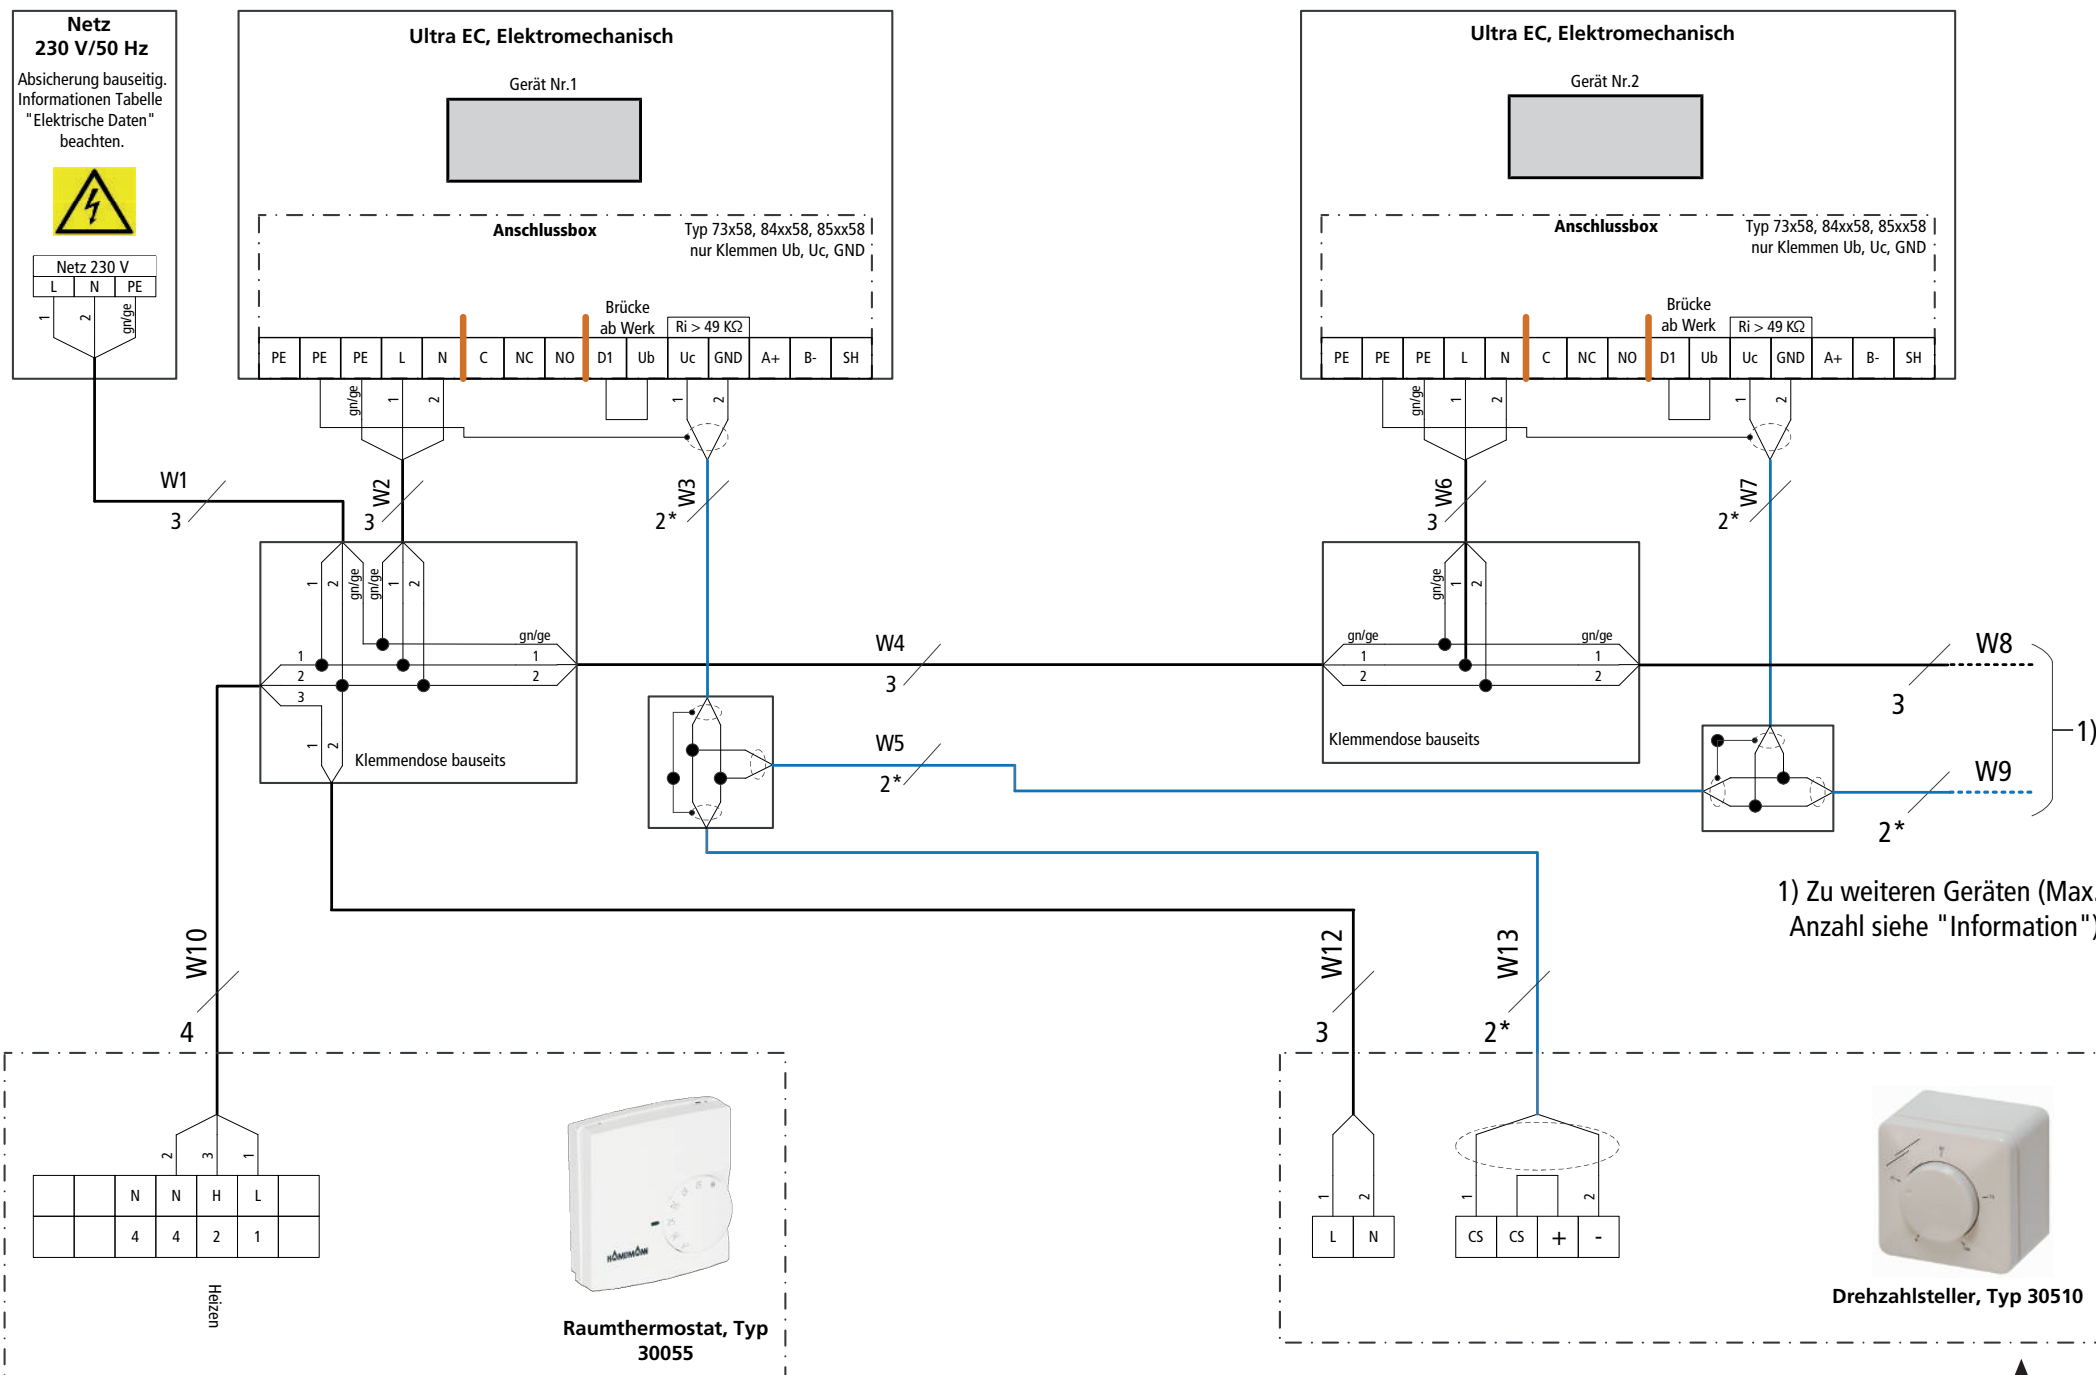 Netz
230 V/50 Hz
Absicherung bauseitig.
Informationen Tabelle
"Elektrische Daten"
beachten.
Netz 230 V
L N PE
1 2 gn/ge
Ultra EC, Elektromechanisch
Gerät Nr.1
Anschlussbox
Typ 73x58, 84xx58, 85xx58
nur Klemmen Ub, Uc, GND
Brücke
ab Werk
Ri > 49 KΩ
PE PE PE L N C NC NO D1 Ub Uc GND A+ B- SH
gn/ge 1 2 1 2
Ultra EC, Elektromechanisch
Gerät Nr.2
Anschlussbox
Typ 73x58, 84xx58, 85xx58
nur Klemmen Ub, Uc, GND
Brücke
ab Werk
Ri > 49 KΩ
PE PE PE L N C NC NO D1 Ub Uc GND A+ B- SH
gn/ge 1 2 1 2
W1
3
W2
3
W3
2*
W6
3
W7
2*
1 2 gn/ge gn/ge 1 2
gn/ge
1 1
2 2
3
1 2
Klemmendose bauseits
W4
3
W5
2*
gn/ge 1 2
gn/ge gn/ge
1 1
2 2
Klemmendose bauseits
W8
3
W9
2*
1)
1) Zu weiteren Geräten (Max.
Anzahl siehe "Information")
W10
4
W12
3
W13
2*
2 3 1
N N H L
4 4 2 1
Heizen
Raumthermostat, Typ
30055
1 2
L N
1 2
CS CS + -
Drehzahlsteller, Typ 30510